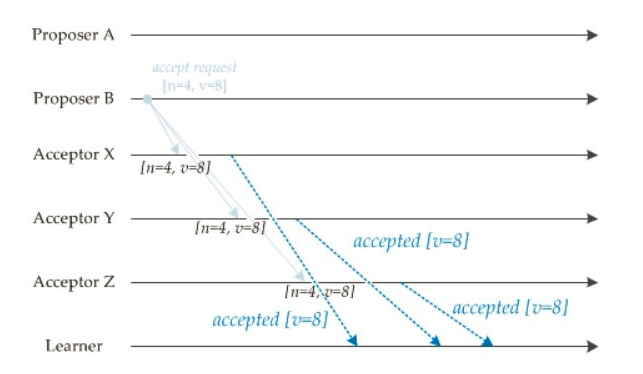 Proposer A
accept request
[n=4, v=8]
Proposer B
Acceptor X
[n=4, v=8]
Acceptor Y
[n=4, v=8]
accepted [v=8]
Acceptor Z
[n=4, v=8]
accepted [v=8]
accepted [v=8]
Learner